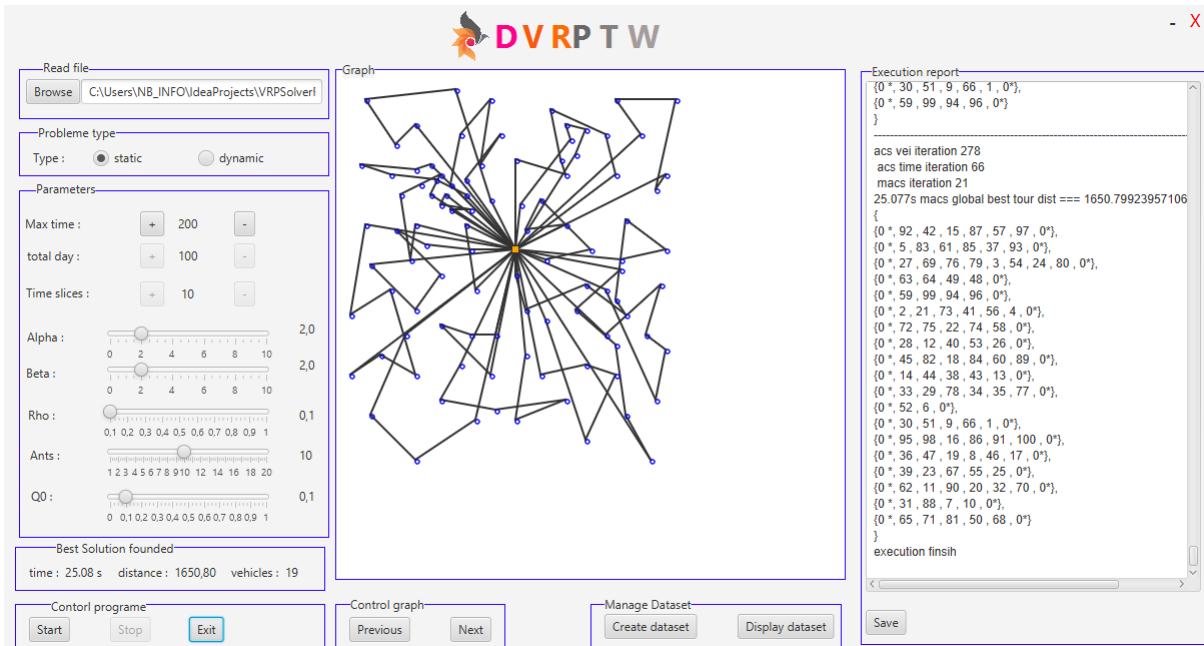 DVRPTW
- X
Read file
Browse C:\Users\NB_INFO\IdeaProjects\VRPSolverI
Probleme type
Type : static dynamic
Parameters
Max time : + 200 -
total day : + 100 -
Time slices : + 10 -
Alpha : 2,0
0 2 4 6 8 10
Beta : 2,0
0 2 4 6 8 10
Rho : 0,1
0,1 0,2 0,3 0,4 0,5 0,6 0,7 0,8 0,9 1
Ants : 10
1 2 3 4 5 6 7 8 9 10 12 14 16 18 20
Q0 : 0,1
0 0,1 0,2 0,3 0,4 0,5 0,6 0,7 0,8 0,9 1
Best Solution founded
time : 25.08 s distance : 1650,80 vehicles : 19
Contorl programe
Start Stop Exit
Graph
Control graph
Previous Next
Manage Dataset
Create dataset Display dataset
Execution report
{0 *, 30 , 51 , 9 , 66 , 1 , 0*},
{0 *, 59 , 99 , 94 , 96 , 0*}
}
acs vei iteration 278
acs time iteration 66
macs iteration 21
25.077s macs global best tour dist === 1650.79923957106
{
{0 *, 92 , 42 , 15 , 87 , 57 , 97 , 0*},
{0 *, 5 , 83 , 61 , 85 , 37 , 93 , 0*},
{0 *, 27 , 69 , 76 , 79 , 3 , 54 , 24 , 80 , 0*},
{0 *, 63 , 64 , 49 , 48 , 0*},
{0 *, 59 , 99 , 94 , 96 , 0*},
{0 *, 2 , 21 , 73 , 41 , 56 , 4 , 0*},
{0 *, 72 , 75 , 22 , 74 , 58 , 0*},
{0 *, 28 , 12 , 40 , 53 , 26 , 0*},
{0 *, 45 , 82 , 18 , 84 , 60 , 89 , 0*},
{0 *, 14 , 44 , 38 , 43 , 13 , 0*},
{0 *, 33 , 29 , 78 , 34 , 35 , 77 , 0*},
{0 *, 52 , 6 , 0*},
{0 *, 30 , 51 , 9 , 66 , 1 , 0*},
{0 *, 95 , 98 , 16 , 86 , 91 , 100 , 0*},
{0 *, 36 , 47 , 19 , 8 , 46 , 17 , 0*},
{0 *, 39 , 23 , 67 , 55 , 25 , 0*},
{0 *, 62 , 11 , 90 , 20 , 32 , 70 , 0*},
{0 *, 31 , 88 , 7 , 10 , 0*},
{0 *, 65 , 71 , 81 , 50 , 68 , 0*}
}
execution finsih
Save